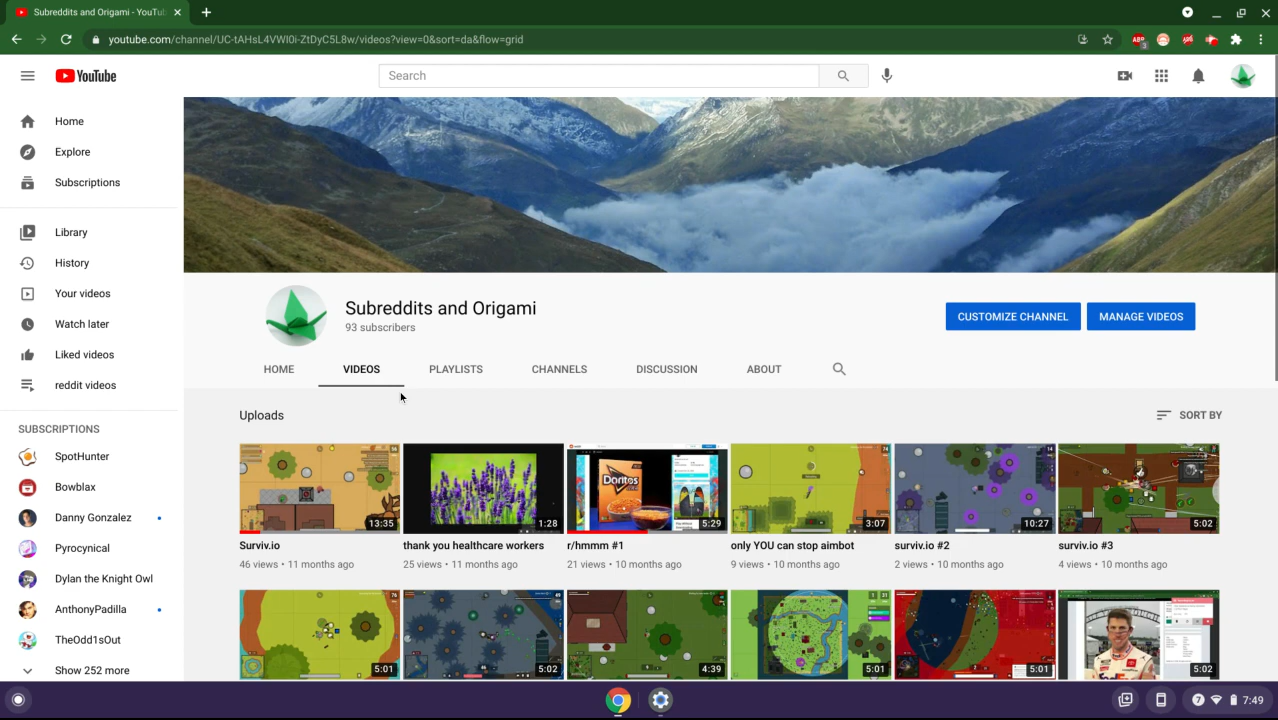 Subreddits and Origami - YouTu
youtube.com/channel/UC-tAHsL4VWI0i-ZtDyC5L8w/videos?view=0&sort=da&flow=grid
ABP
3
YouTube
Search
Home
Explore
Subscriptions
Library
History
Your videos
Watch later
Liked videos
reddit videos
SUBSCRIPTIONS
SpotHunter
Bowblax
Danny Gonzalez
Pyrocynical
Dylan the Knight Owl
AnthonyPadilla
TheOdd1sOut
Show 252 more
Subreddits and Origami
93 subscribers
CUSTOMIZE CHANNEL
MANAGE VIDEOS
HOME VIDEOS PLAYLISTS CHANNELS DISCUSSION ABOUT
Uploads
SORT BY
Doritos
13:35 1:28 5:29 3:07 10:27 5:02
Surviv.io
46 views • 11 months ago
thank you healthcare workers
25 views • 11 months ago
r/hmmm #1
21 views • 10 months ago
only YOU can stop aimbot
9 views • 10 months ago
surviv.io #2
2 views • 10 months ago
surviv.io #3
4 views • 10 months ago
5:01 5:02 4:39 5:01 5:01 5:02
7 7:49